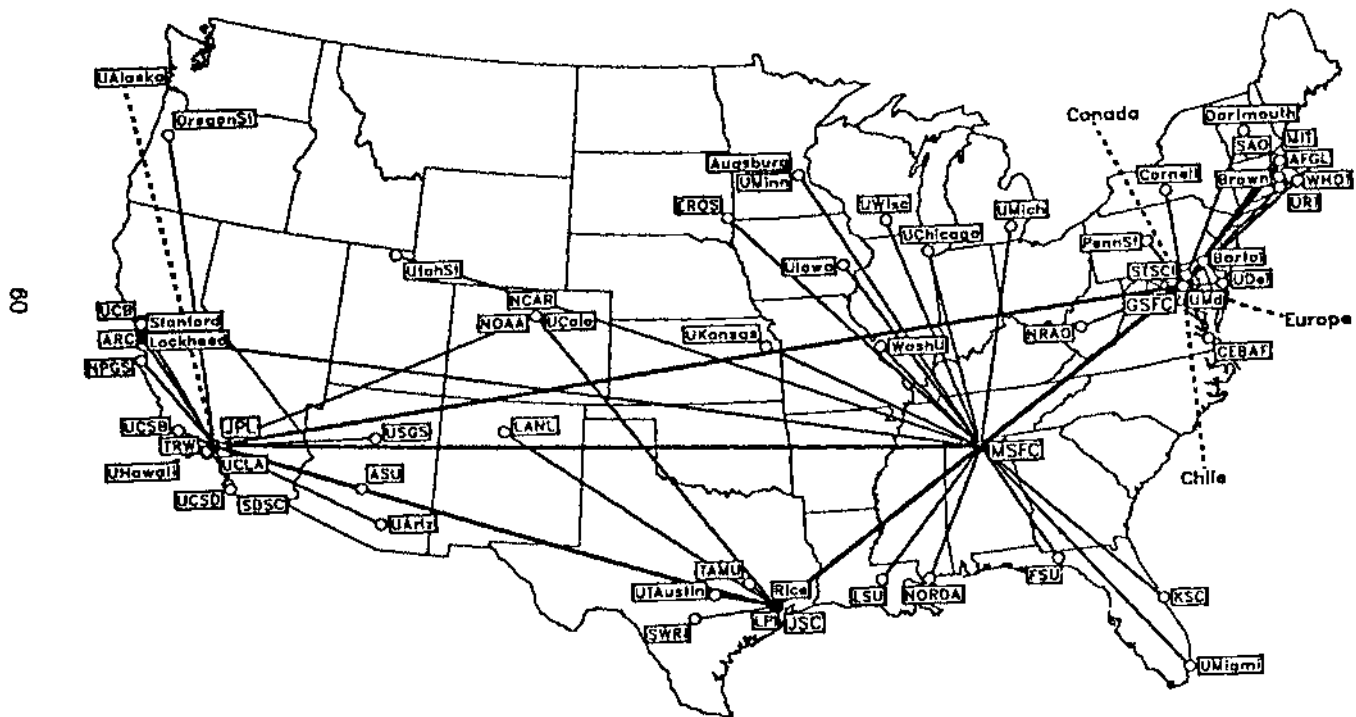 UAlaska
OregonSt
Canada
Dartmouth
SAO
MIT
AFGL
Augsburg
UMinn
Cornell
Brown
WHOI
URI
EROS
UWisc
UMich
UChicago
PennSt
UtahSt
UIowa
STSCI
Bartol
UDel
60
NCAR
GSFC
UMd
UCB
Stanford
NOAA
UColo
Europe
ARC
Lockheed
UKansas
WashU
NRAO
CEBAF
NPGS
UCSB
JPL
USGS
LANL
TRW
MSFC
UHawaii
UCLA
ASU
Chile
UCSD
SDSC
UAriz
TAMU
Rice
FSU
UTAustin
LSU
NORDA
KSC
LPI
JSC
SWRI
UMiami